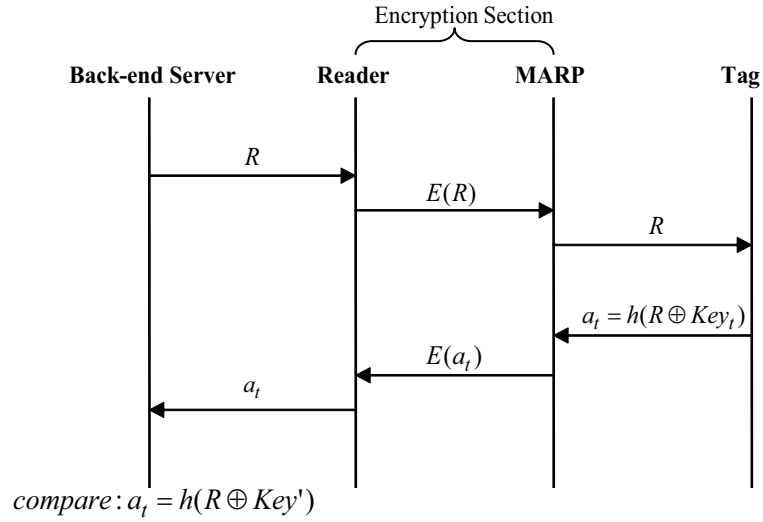 Encryption Section
Back-end Server Reader MARP Tag
R
E(R)
R
a_t = h(R ⊕ Key_t)
E(a_t)
a_t
compare: a_t = h(R ⊕ Key')